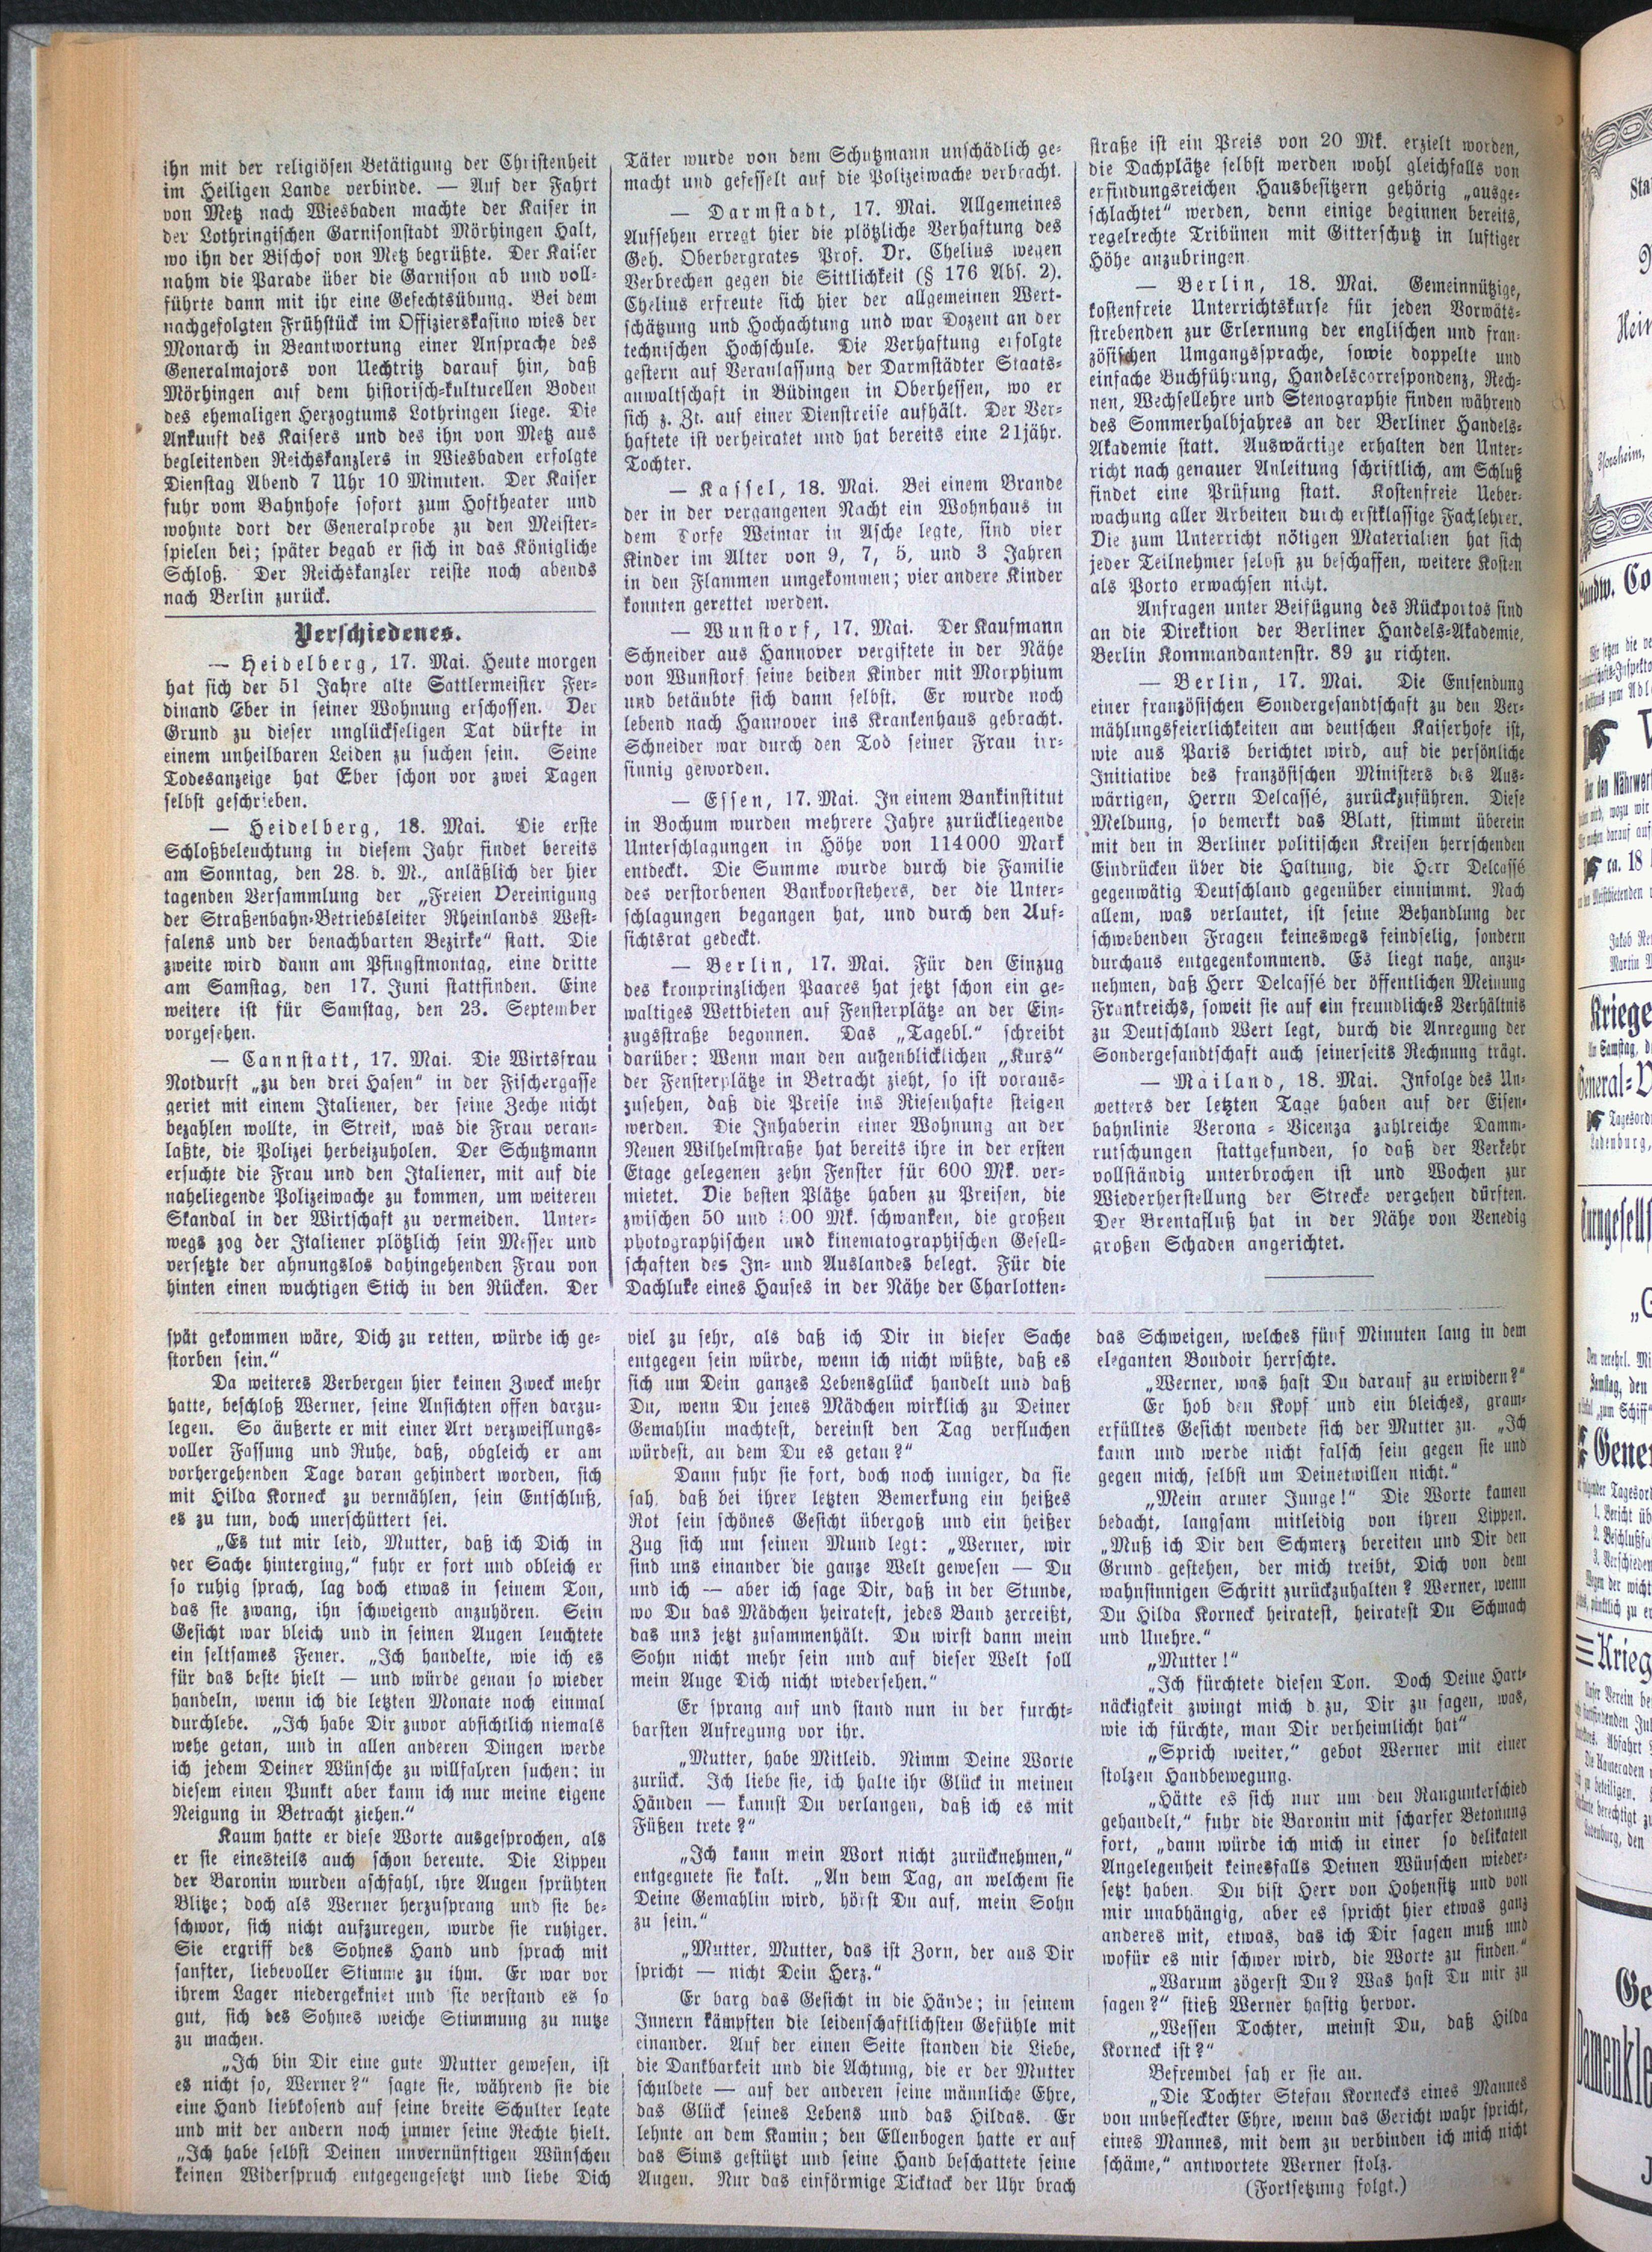 ihn mit der religiösen Betätigung der Christenheit
im Heiligen Lande verbinde. — Auf der Fahrt
von Metz nach Wiesbaden machte der Kaiser in
der Lothringischen Garnisonstadt Mörhingen Halt,
wo ihn der Bischof von Metz begrüßte. Der Kaiser
nahm die Parade über die Garnison ab und voll-
führte dann mit ihr eine Gefechtsübung. Bei dem
nachgefolgten Frühstück im Offizierskasino wies der
Monarch in Beantwortung einer Ansprache des
Generalmajors von Uechtritz darauf hin, daß
Mörhingen auf dem historisch-kulturellen Boden
des ehemaligen Herzogtums Lothringen liege. Die
Ankunft des Kaisers und des ihn von Metz aus
begleitenden Reichskanzlers in Wiesbaden erfolgte
Dienstag Abend 7 Uhr 10 Minuten. Der Kaiser
fuhr vom Bahnhofe sofort zum Hoftheater und
wohnte dort der Generalprobe zu den Meister-
spielen bei; später begab er sich in das Königliche
Schloß. Der Reichskanzler reiste noch abends
nach Berlin zurück.
Verschiedenes.
— Heidelberg, 17. Mai. Heute morgen
hat sich der 51 Jahre alte Sattlermeister Fer-
dinand Eber in seiner Wohnung erschossen. Der
Grund zu dieser unglückseligen Tat dürfte in
einem unheilbaren Leiden zu suchen sein. Seine
Todesanzeige hat Eber schon vor zwei Tagen
selbst geschrieben.
— Heidelberg, 18. Mai. Die erste
Schloßbeleuchtung in diesem Jahr findet bereits
am Sonntag, den 28. d. M., anläßlich der hier
tagenden Versammlung der „Freien Vereinigung
der Straßenbahn-Betriebsleiter Rheinlands West-
falens und der benachbarten Bezirke“ statt. Die
zweite wird dann am Pfingstmontag, eine dritte
am Samstag, den 17. Juni stattfinden. Eine
weitere ist für Samstag, den 23. September
vorgesehen.
— Cannstatt, 17. Mai. Die Wirtsfrau
Notdurft „zu den drei Hasen“ in der Fischergasse
geriet mit einem Italiener, der seine Zeche nicht
bezahlen wollte, in Streit, was die Frau veran-
laßte, die Polizei herbeizuholen. Der Schutzmann
ersuchte die Frau und den Italiener, mit auf die
naheliegende Polizeiwache zu kommen, um weiteren
Skandal in der Wirtschaft zu vermeiden. Unter-
wegs zog der Italiener plötzlich sein Messer und
versetzte der ahnungslos dahingehenden Frau von
hinten einen wuchtigen Stich in den Rücken. Der
Täter wurde von dem Schutzmann unschädlich ge-
macht und gefesselt auf die Polizeiwache verbracht.
— Darmstadt, 17. Mai. Allgemeines
Aufsehen erregt hier die plötzliche Verhaftung des
Geh. Oberbergrates Prof. Dr. Chelius wegen
Verbrechen gegen die Sittlichkeit (§ 176 Abs. 2).
Chelius erfreute sich hier der allgemeinen Wert-
schätzung und Hochachtung und war Dozent an der
technischen Hochschule. Die Verhaftung erfolgte
gestern auf Veranlassung der Darmstädter Staats-
anwaltschaft in Büdingen in Oberhessen, wo er
sich z. Zt. auf einer Dienstreise aufhält. Der Ver-
haftete ist verheiratet und hat bereits eine 21jähr.
Tochter.
— Kassel, 18. Mai. Bei einem Brande
der in der vergangenen Nacht ein Wohnhaus in
dem Dorfe Weimar in Asche legte, sind vier
Kinder im Alter von 9, 7, 5, und 3 Jahren
in den Flammen umgekommen; vier andere Kinder
konnten gerettet werden.
— Wunstorf, 17. Mai. Der Kaufmann
Schneider aus Hannover vergiftete in der Nähe
von Wunstorf seine beiden Kinder mit Morphium
und betäubte sich dann selbst. Er wurde noch
lebend nach Hannover ins Krankenhaus gebracht.
Schneider war durch den Tod seiner Frau irr-
sinnig geworden.
— Essen, 17. Mai. In einem Bankinstitut
in Bochum wurden mehrere Jahre zurückliegende
Unterschlagungen in Höhe von 114000 Mark
entdeckt. Die Summe wurde durch die Familie
des verstorbenen Bankvorstehers, der die Unter-
schlagungen begangen hat, und durch den Auf-
sichtsrat gedeckt.
— Berlin, 17. Mai. Für den Einzug
des kronprinzlichen Paares hat jetzt schon ein ge-
waltiges Wettbieten auf Fensterplätze an der Ein-
zugsstraße begonnen. Das „Tagebl.“ schreibt
darüber: Wenn man den augenblicklichen „Kurs“
der Fensterplätze in Betracht zieht, so ist voraus-
zusehen, daß die Preise ins Riesenhafte steigen
werden. Die Inhaberin einer Wohnung an der
Neuen Wilhelmstraße hat bereits ihre in der ersten
Etage gelegenen zehn Fenster für 600 Mk. ver-
mietet. Die besten Plätze haben zu Preisen, die
zwischen 50 und 00 Mk. schwanken, die großen
photographischen und kinematographischen Gesell-
schaften des In- und Auslandes belegt. Für die
Dachluke eines Hauses in der Nähe der Charlotten-
straße ist ein Preis von 20 Mk. erzielt worden,
die Dachplätze selbst werden wohl gleichfalls von
erfindungsreichen Hausbesitzern gehörig „ausge-
schlachtet“ werden, denn einige beginnen bereits,
regelrechte Tribünen mit Gitterschutz in luftiger
Höhe anzubringen.
— Berlin, 18. Mai. Gemeinnützige,
kostenfreie Unterrichtskurse für jeden Vorwäts-
strebenden zur Erlernung der englischen und fran-
zösischen Umgangssprache, sowie doppelte und
einfache Buchführung, Handelscorrespondenz, Rech-
nen, Wechsellehre und Stenographie finden während
des Sommerhalbjahres an der Berliner Handels-
Akademie statt. Auswärtige erhalten den Unter-
richt nach genauer Anleitung schriftlich, am Schluß
findet eine Prüfung statt. Kostenfreie Ueber-
wachung aller Arbeiten durch erstklassige Fachlehrer.
Die zum Unterricht nötigen Materialien hat sich
jeder Teilnehmer selbst zu beschaffen, weitere Kosten
als Porto erwachsen nicht.
Anfragen unter Beifügung des Rückportos sind
an die Direktion der Berliner Handels-Akademie,
Berlin Kommandantenstr. 89 zu richten.
— Berlin, 17. Mai. Die Entsendung
einer französischen Sondergesandtschaft zu den Ver-
mählungsfeierlichkeiten am deutschen Kaiserhofe ist,
wie aus Paris berichtet wird, auf die persönliche
Initiative des französischen Ministers des Aus-
wärtigen, Herrn Delcassé, zurückzuführen. Diese
Meldung, so bemerkt das Blatt, stimmt überein
mit den in Berliner politischen Kreisen herrschenden
Eindrücken über die Haltung, die Herr Delcassé
gegenwätig Deutschland gegenüber einnimmt. Nach
allem, was verlautet, ist seine Behandlung der
schwebenden Fragen keineswegs feindselig, sondern
durchaus entgegenkommend. Es liegt nahe, anzu-
nehmen, daß Herr Delcassé der öffentlichen Meinung
Frankreichs, soweit sie auf ein freundliches Verhältnis
zu Deutschland Wert legt, durch die Anregung der
Sondergesandtschaft auch seinerseits Rechnung trägt.
— Mailand, 18. Mai. Infolge des Un-
wetters der letzten Tage haben auf der Eisen-
bahnlinie Verona - Vicenza zahlreiche Damm-
rutschungen stattgefunden, so daß der Verkehr
vollständig unterbrochen ist und Wochen zur
Wiederherstellung der Strecke vergehen dürften.
Der Brentafluß hat in der Nähe von Venedig
großen Schaden angerichtet.
spät gekommen wäre, Dich zu retten, würde ich ge-
storben sein.“
Da weiteres Verbergen hier keinen Zweck mehr
hatte, beschloß Werner, seine Ansichten offen darzu-
legen. So äußerte er mit einer Art verzweiflungs-
voller Fassung und Ruhe, daß, obgleich er am
vorhergehenden Tage daran gehindert worden, sich
mit Hilda Korneck zu vermählen, sein Entschluß,
es zu tun, doch unerschüttert sei.
„Es tut mir leid, Mutter, daß ich Dich in
der Sache hinterging,“ fuhr er fort und obleich er
so ruhig sprach, lag doch etwas in seinem Ton,
das sie zwang, ihn schweigend anzuhören. Sein
Gesicht war bleich und in seinen Augen leuchtete
ein seltsames Fener. „Ich handelte, wie ich es
für das beste hielt — und würde genau so wieder
handeln, wenn ich die letzten Monate noch einmal
durchlebe. „Ich habe Dir zuvor absichtlich niemals
wehe getan, und in allen anderen Dingen werde
ich jedem Deiner Wünsche zu willfahren suchen; in
diesem einen Punkt aber kann ich nur meine eigene
Neigung in Betracht ziehen.“
Kaum hatte er diese Worte ausgesprochen, als
er sie einesteils auch schon bereute. Die Lippen
der Baronin wurden aschfahl, ihre Augen sprühten
Blitze; doch als Werner herzusprang und sie be-
schwor, sich nicht aufzuregen, wurde sie ruhiger.
Sie ergriff des Sohnes Hand und sprach mit
sanfter, liebevoller Stimme zu ihm. Er war vor
ihrem Lager niedergekniet und sie verstand es so
gut, sich des Sohnes weiche Stimmung zu nutze
zu machen.
„Ich bin Dir eine gute Mutter gewesen, ist
es nicht so, Werner?“ sagte sie, während sie die
eine Hand liebkosend auf seine breite Schulter legte
und mit der andern noch immer seine Rechte hielt.
„Ich habe selbst Deinen unvernünftigen Wünschen
keinen Widerspruch entgegengesetzt und liebe Dich
viel zu sehr, als daß ich Dir in dieser Sache
entgegen sein würde, wenn ich nicht wüßte, daß es
sich um Dein ganzes Lebensglück handelt und daß
Du, wenn Du jenes Mädchen wirklich zu Deiner
Gemahlin machtest, dereinst den Tag verfluchen
würdest, an dem Du es getan?“
Dann fuhr sie fort, doch noch inniger, da sie
sah, daß bei ihrer letzten Bemerkung ein heißes
Rot sein schönes Gesicht übergoß und ein heißer
Zug sich um seinen Mund legt: „Werner, wir
sind uns einander die ganze Welt gewesen — Du
und ich — aber ich sage Dir, daß in der Stunde,
wo Du das Mädchen heiratest, jedes Band zerreißt,
das uns jetzt zusammenhält. Du wirst dann mein
Sohn nicht mehr sein und auf dieser Welt soll
mein Auge Dich nicht wiedersehen.“
Er sprang auf und stand nun in der furcht-
barsten Aufregung vor ihr.
„Mutter, habe Mitleid. Nimm Deine Worte
zurück. Ich liebe sie, ich halte ihr Glück in meinen
Händen — kannst Du verlangen, daß ich es mit
Füßen trete?“
„Ich kann mein Wort nicht zurücknehmen,“
entgegnete sie kalt. „An dem Tag, an welchem sie
Deine Gemahlin wird, hörst Du auf, mein Sohn
zu sein.“
„Mutter, Mutter, das ist Zorn, der aus Dir
spricht — nicht Dein Herz.“
Er barg das Gesicht in die Hände; in seinem
Innern kämpften die leidenschaftlichsten Gefühle mit
einander. Auf der einen Seite standen die Liebe,
die Dankbarkeit und die Achtung, die er der Mutter
schuldete — auf der anderen seine männliche Ehre,
das Glück seines Lebens und das Hildas. Er
lehnte an dem Kamin; den Ellenbogen hatte er auf
das Sims gestützt und seine Hand beschattete seine
Augen. Nur das einförmige Ticktack der Uhr brach
das Schweigen, welches fünf Minuten lang in dem
eleganten Boudoir herrschte.
„Werner, was hast Du darauf zu erwidern?“
Er hob den Kopf und ein bleiches, gram-
erfülltes Gesicht wendete sich der Mutter zu. „Ich
kann und werde nicht falsch sein gegen sie und
gegen mich, selbst um Deinetwillen nicht.“
„Mein armer Junge!“ Die Worte kamen
bedacht, langsam mitleidig von ihren Lippen.
„Muß ich Dir den Schmerz bereiten und Dir den
Grund gestehen, der mich treibt, Dich von dem
wahnsinnigen Schritt zurückzuhalten? Werner, wenn
Du Hilda Korneck heiratest, heiratest Du Schmach
und Unehre.“
„Mutter!“
„Ich fürchtete diesen Ton. Doch Deine Hart-
näckigkeit zwingt mich d zu, Dir zu sagen, was,
wie ich fürchte, man Dir verheimlicht hat“
„Sprich weiter,“ gebot Werner mit einer
stolzen Handbewegung.
„Hätte es sich nur um den Rangunterschied
gehandelt,“ fuhr die Baronin mit scharfer Betonung
fort, „dann würde ich mich in einer so delikaten
Angelegenheit keinesfalls Deinen Wünschen wieder-
setzt haben. Du bist Herr von Hohensitz und von
mir unabhängig, aber es spricht hier etwas ganz
anderes mit, etwas, das ich Dir sagen muß und
wofür es mir schwer wird, die Worte zu finden.“
„Warum zögerst Du? Was hast Du mir zu
sagen?“ stieß Werner hastig hervor.
„Wessen Tochter, meinst Du, daß Hilda
Korneck ist?“
Befremdet sah er sie an.
„Die Tochter Stefan Kornecks eines Mannes
von unbefleckter Ehre, wenn das Gericht wahr spricht,
eines Mannes, mit dem zu verbinden ich mich nicht
schäme,“ antwortete Werner stolz.
(Fortsetzung folgt.)